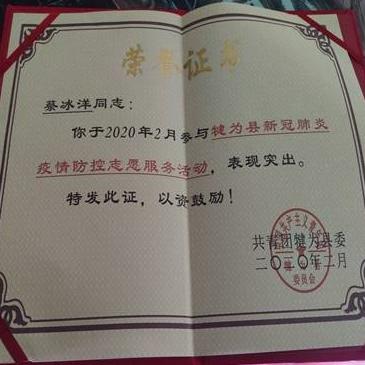 荣誉证书
蔡冰洋同志：
你于2020年2月参与犍为县新冠肺炎
疫情防控志愿服务活动，表现突出。
特发此证，以资鼓励！
共青团犍为县委
二〇二〇年二月
委员会